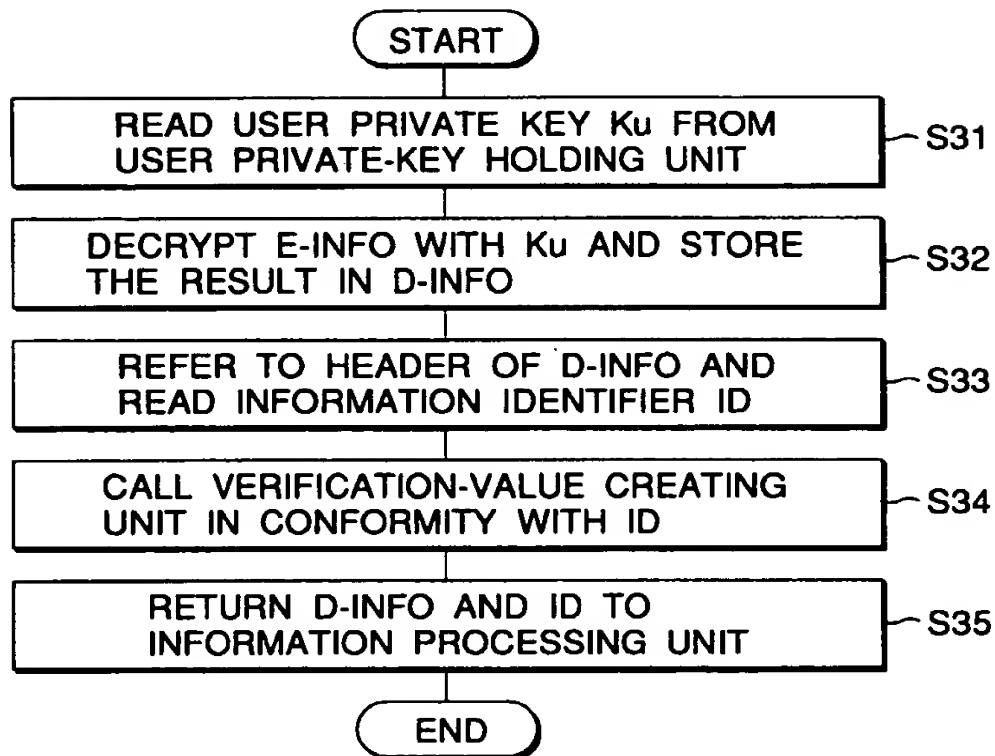 START
READ USER PRIVATE KEY Ku FROM
USER PRIVATE-KEY HOLDING UNIT
S31
DECRYPT E-INFO WITH Ku AND STORE
THE RESULT IN D-INFO
S32
REFER TO HEADER OF D-INFO AND
READ INFORMATION IDENTIFIER ID
S33
CALL VERIFICATION-VALUE CREATING
UNIT IN CONFORMITY WITH ID
S34
RETURN D-INFO AND ID TO
INFORMATION PROCESSING UNIT
S35
END